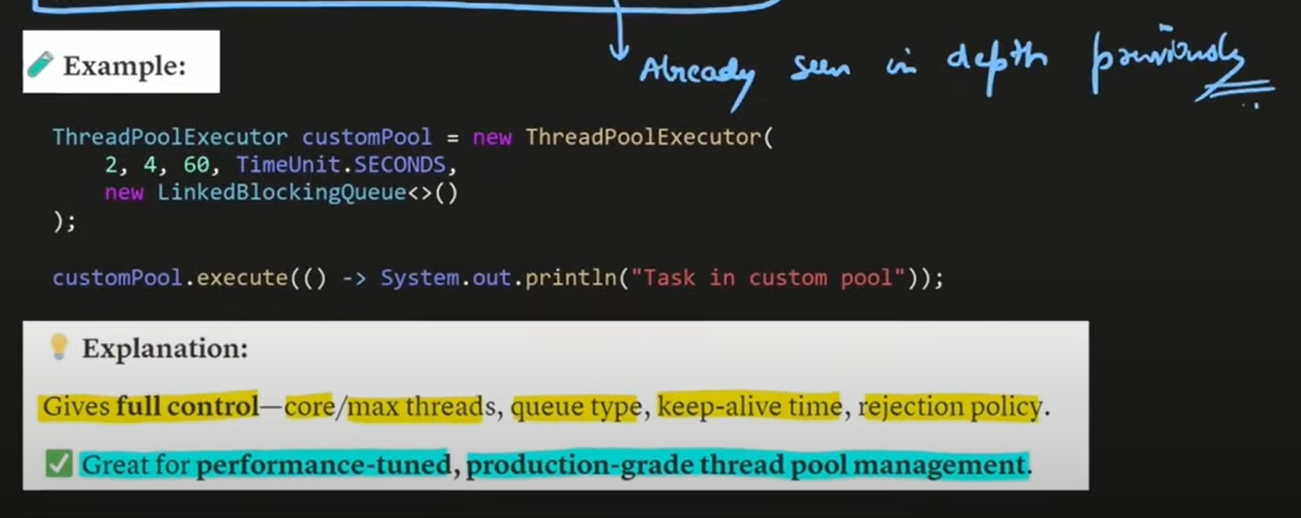 Already seen in depth previously
🧪 Example:
ThreadPoolExecutor customPool = new ThreadPoolExecutor(
    2, 4, 60, TimeUnit.SECONDS,
    new LinkedBlockingQueue<>()
);
customPool.execute(() -> System.out.println("Task in custom pool"));
💡 Explanation:
Gives full control—core/max threads, queue type, keep-alive time, rejection policy.
✅ Great for performance-tuned, production-grade thread pool management.